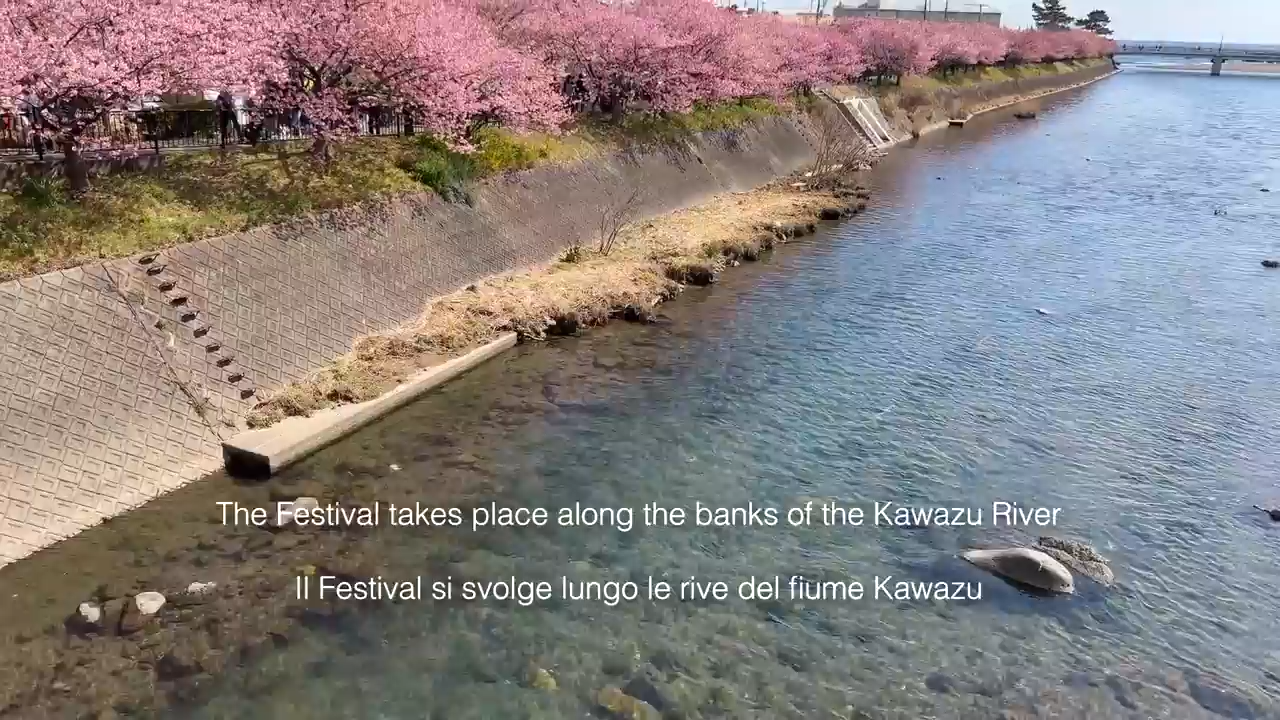 The Festival takes place along the banks of the Kawazu River
Il Festival si svolge lungo le rive del fiume Kawazu